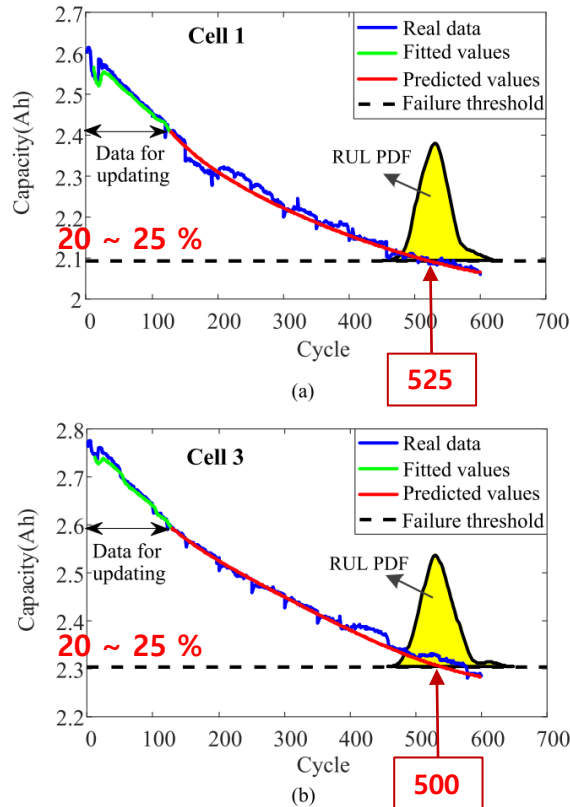 2.7
2.6
2.5
2.4
2.3
2.2
2.1
2
Capacity(Ah)
Cell 1
Real data
Fitted values
Predicted values
Failure threshold
Data for
updating
RUL PDF
20 ~ 25 %
0 100 200 300 400 500 600 700
Cycle
525
(a)
2.8
2.7
2.6
2.5
2.4
2.3
2.2
Capacity(Ah)
Cell 3
Real data
Fitted values
Predicted values
Failure threshold
Data for
updating
RUL PDF
20 ~ 25 %
0 100 200 300 400 500 600 700
Cycle
500
(b)